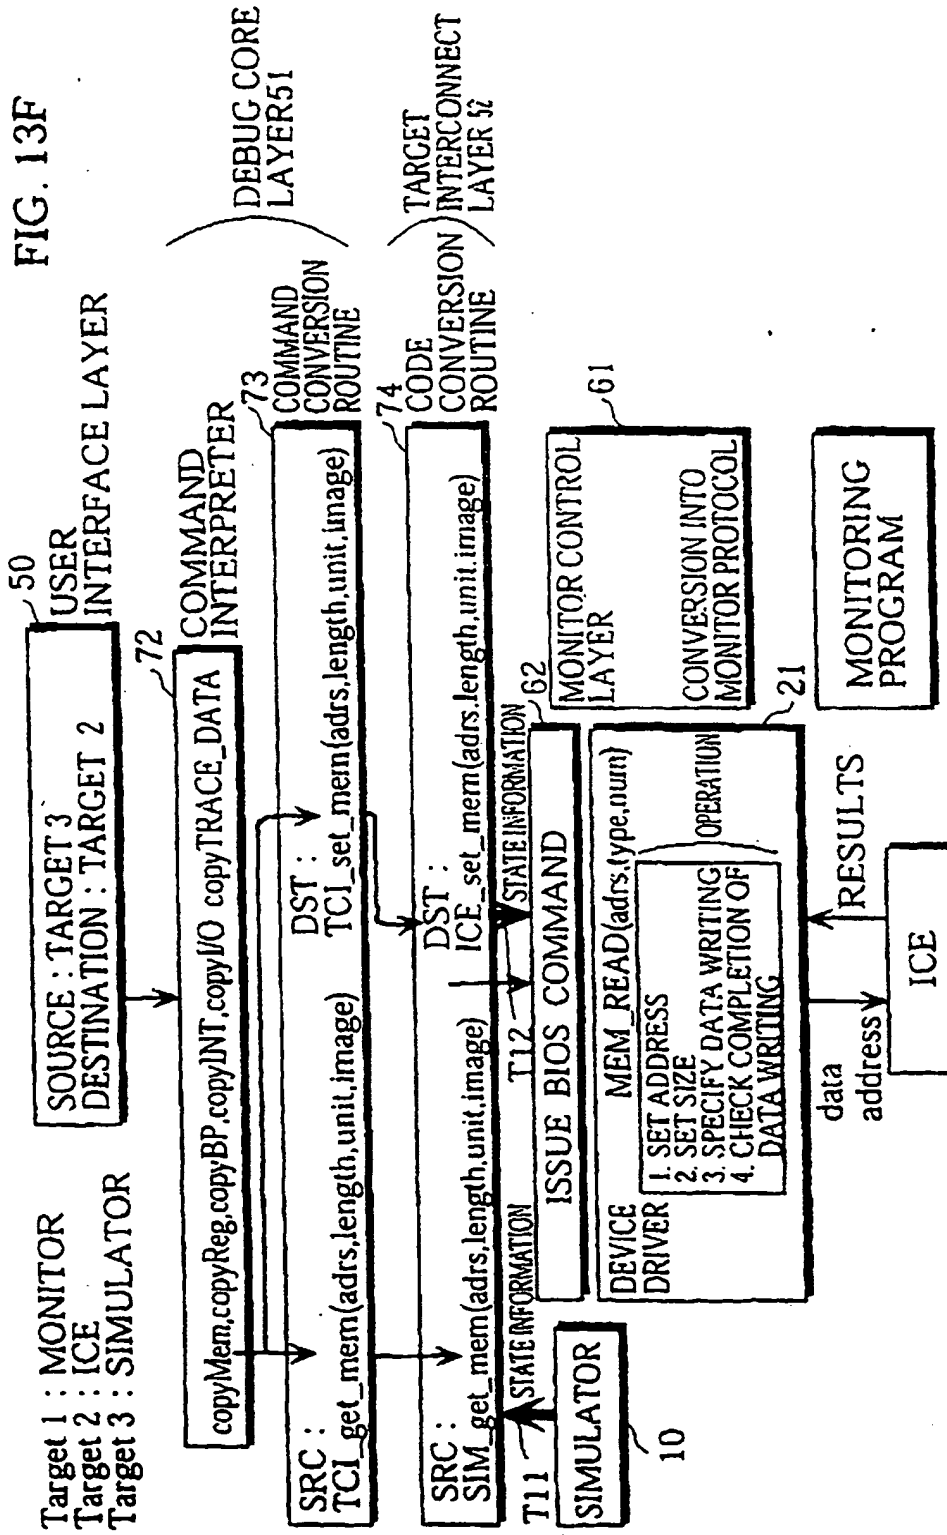 FIG. 13F
Target 1 : MONITOR
Target 2 : ICE
Target 3 : SIMULATOR
SOURCE : TARGET 3
DESTINATION : TARGET 2
50
USER
INTERFACE LAYER
72
COMMAND
INTERPRETER
copyMem,copyReg,copyBP,copyINT,copyI/O copyTRACE_DATA
DEBUG CORE
LAYER51
SRC :
TCI_get_mem(adrs,length,unit,image)
DST :
TCI_set_mem(adrs,length,unit,image)
73
COMMAND
CONVERSION
ROUTINE
SRC :
SIM_get_mem(adrs,length,unit.image)
DST :
ICE_set_mem(adrs.length,unit.image)
74
CODE
CONVERSION
ROUTINE
TARGET
INTERCONNECT
LAYER 52
T11
STATE INFORMATION
T12
STATE INFORMATION
SIMULATOR
10
ISSUE BIOS COMMAND
62
DEVICE
DRIVER
MEM_READ(adrs,type,num)
1. SET ADDRESS
2. SET SIZE
3. SPECIFY DATA WRITING
4. CHECK COMPLETION OF
DATA WRITING
OPERATION
21
MONITOR CONTROL
LAYER
CONVERSION INTO
MONITOR PROTOCOL
61
data
address
RESULTS
ICE
MONITORING
PROGRAM